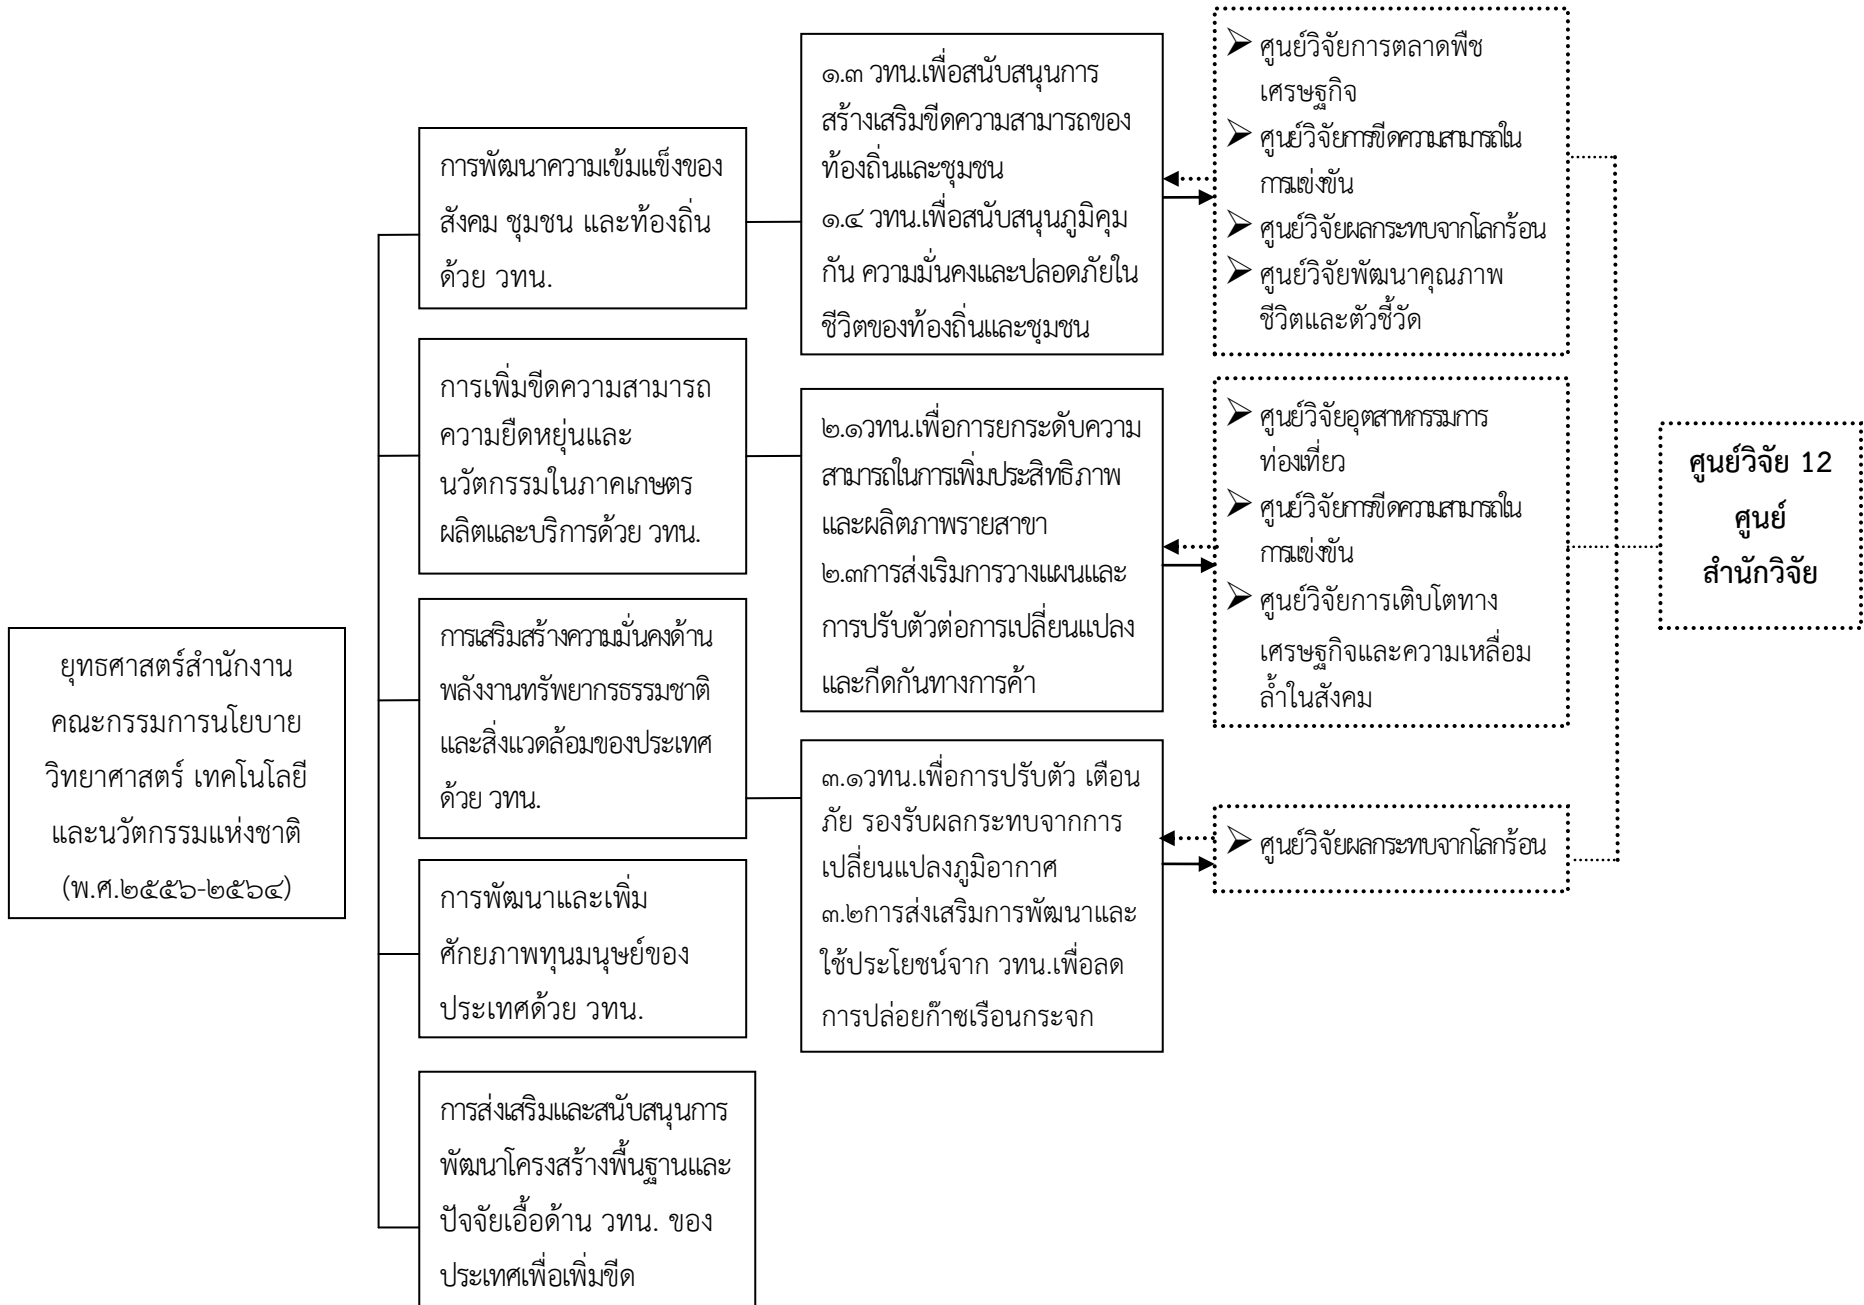 ยุทธศาสตร์สำนักงาน
คณะกรรมการนโยบาย
วิทยาศาสตร์ เทคโนโลยี
และนวัตกรรมแห่งชาติ
(พ.ศ.๒๕๕๖-๒๕๖๔)
การพัฒนาความเข้มแข็งของ
สังคม ชุมชน และท้องถิ่น
ด้วย วทน.
การเพิ่มขีดความสามารถ
ความยืดหยุ่นและ
นวัตกรรมในภาคเกษตร
ผลิตและบริการด้วย วทน.
การเสริมสร้างความมั่นคงด้าน
พลังงานทรัพยากรธรรมชาติ
และสิ่งแวดล้อมของประเทศ
ด้วย วทน.
การพัฒนาและเพิ่ม
ศักยภาพทุนมนุษย์ของ
ประเทศด้วย วทน.
การส่งเสริมและสนับสนุนการ
พัฒนาโครงสร้างพื้นฐานและ
ปัจจัยเอื้อด้าน วทน. ของ
ประเทศเพื่อเพิ่มขีด
๑.๓ วทน.เพื่อสนับสนุนการ
สร้างเสริมขีดความสามารถของ
ท้องถิ่นและชุมชน
๑.๔ วทน.เพื่อสนับสนุนภูมิคุม
กัน ความมั่นคงและปลอดภัยใน
ชีวิตของท้องถิ่นและชุมชน
๒.๑วทน.เพื่อการยกระดับความ
สามารถในการเพิ่มประสิทธิภาพ
และผลิตภาพรายสาขา
๒.๓การส่งเริมการวางแผนและ
การปรับตัวต่อการเปลี่ยนแปลง
และกีดกันทางการค้า
๓.๑วทน.เพื่อการปรับตัว เตือน
ภัย รองรับผลกระทบจากการ
เปลี่ยนแปลงภูมิอากาศ
๓.๒การส่งเสริมการพัฒนาและ
ใช้ประโยชน์จาก วทน.เพื่อลด
การปล่อยก๊าซเรือนกระจก
➢ ศูนย์วิจัยการตลาดพืช
เศรษฐกิจ
➢ ศูนย์วิจัยการขีดความสามารถใน
การแข่งขัน
➢ ศูนย์วิจัยผลกระทบจากโลกร้อน
➢ ศูนย์วิจัยพัฒนาคุณภาพ
ชีวิตและตัวชี้วัด
➢ ศูนย์วิจัยอุตสาหกรรมการ
ท่องเที่ยว
➢ ศูนย์วิจัยการขีดความสามารถใน
การแข่งขัน
➢ ศูนย์วิจัยการเติบโตทาง
เศรษฐกิจและความเหลื่อม
ล้ำในสังคม
➢ ศูนย์วิจัยผลกระทบจากโลกร้อน
ศูนย์วิจัย 12
ศูนย์
สำนักวิจัย